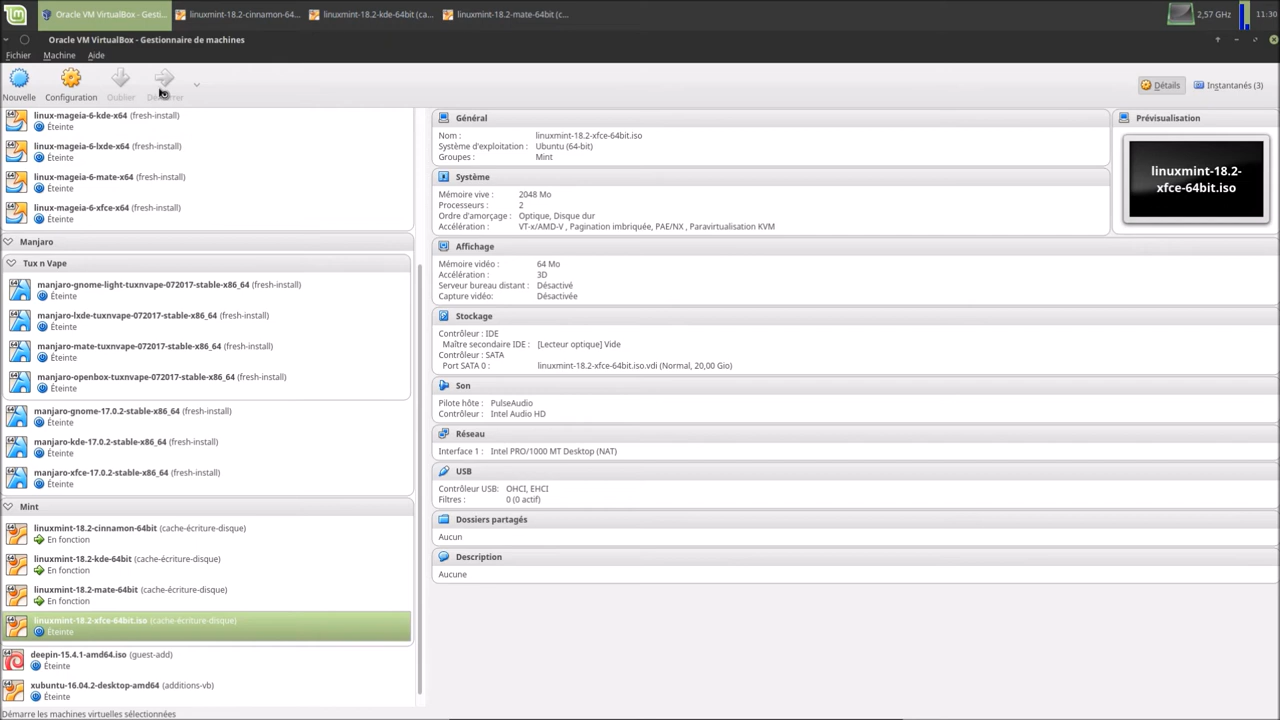 Oracle VM VirtualBox - Gesti...
linuxmint-18.2-cinnamon-64...
linuxmint-18.2-kde-64bit (ca...
linuxmint-18.2-mate-64bit (c...
2,57 GHz
11:30
Oracle VM VirtualBox - Gestionnaire de machines
Fichier Machine Aide
Nouvelle Configuration Oublier Démarrer
Détails Instantanés (3)
linux-mageia-6-kde-x64 (fresh-install)
Éteinte
linux-mageia-6-lxde-x64 (fresh-install)
Éteinte
linux-mageia-6-mate-x64 (fresh-install)
Éteinte
linux-mageia-6-xfce-x64 (fresh-install)
Éteinte
Manjaro
Tux n Vape
manjaro-gnome-light-tuxnvape-072017-stable-x86_64 (fresh-install)
Éteinte
manjaro-lxde-tuxnvape-072017-stable-x86_64 (fresh-install)
Éteinte
manjaro-mate-tuxnvape-072017-stable-x86_64 (fresh-install)
Éteinte
manjaro-openbox-tuxnvape-072017-stable-x86_64 (fresh-install)
Éteinte
manjaro-gnome-17.0.2-stable-x86_64 (fresh-install)
Éteinte
manjaro-kde-17.0.2-stable-x86_64 (fresh-install)
Éteinte
manjaro-xfce-17.0.2-stable-x86_64 (fresh-install)
Éteinte
Mint
linuxmint-18.2-cinnamon-64bit (cache-écriture-disque)
En fonction
linuxmint-18.2-kde-64bit (cache-écriture-disque)
En fonction
linuxmint-18.2-mate-64bit (cache-écriture-disque)
En fonction
linuxmint-18.2-xfce-64bit.iso (cache-écriture-disque)
Éteinte
deepin-15.4.1-amd64.iso (guest-add)
Éteinte
xubuntu-16.04.2-desktop-amd64 (additions-vb)
Éteinte
Démarre les machines virtuelles sélectionnées
Général
Nom : linuxmint-18.2-xfce-64bit.iso
Système d'exploitation : Ubuntu (64-bit)
Groupes : Mint
Système
Mémoire vive : 2048 Mo
Processeurs : 2
Ordre d'amorçage : Optique, Disque dur
Accélération : VT-x/AMD-V , Pagination imbriquée, PAE/NX , Paravirtualisation KVM
Affichage
Mémoire vidéo : 64 Mo
Accélération : 3D
Serveur bureau distant : Désactivé
Capture vidéo: Désactivée
Stockage
Contrôleur : IDE
Maître secondaire IDE : [Lecteur optique] Vide
Contrôleur : SATA
Port SATA 0 : linuxmint-18.2-xfce-64bit.iso.vdi (Normal, 20,00 Gio)
Son
Pilote hôte : PulseAudio
Contrôleur : Intel Audio HD
Réseau
Interface 1 : Intel PRO/1000 MT Desktop (NAT)
USB
Contrôleur USB: OHCI, EHCI
Filtres : 0 (0 actif)
Dossiers partagés
Aucun
Description
Aucune
Prévisualisation
linuxmint-18.2-
xfce-64bit.iso